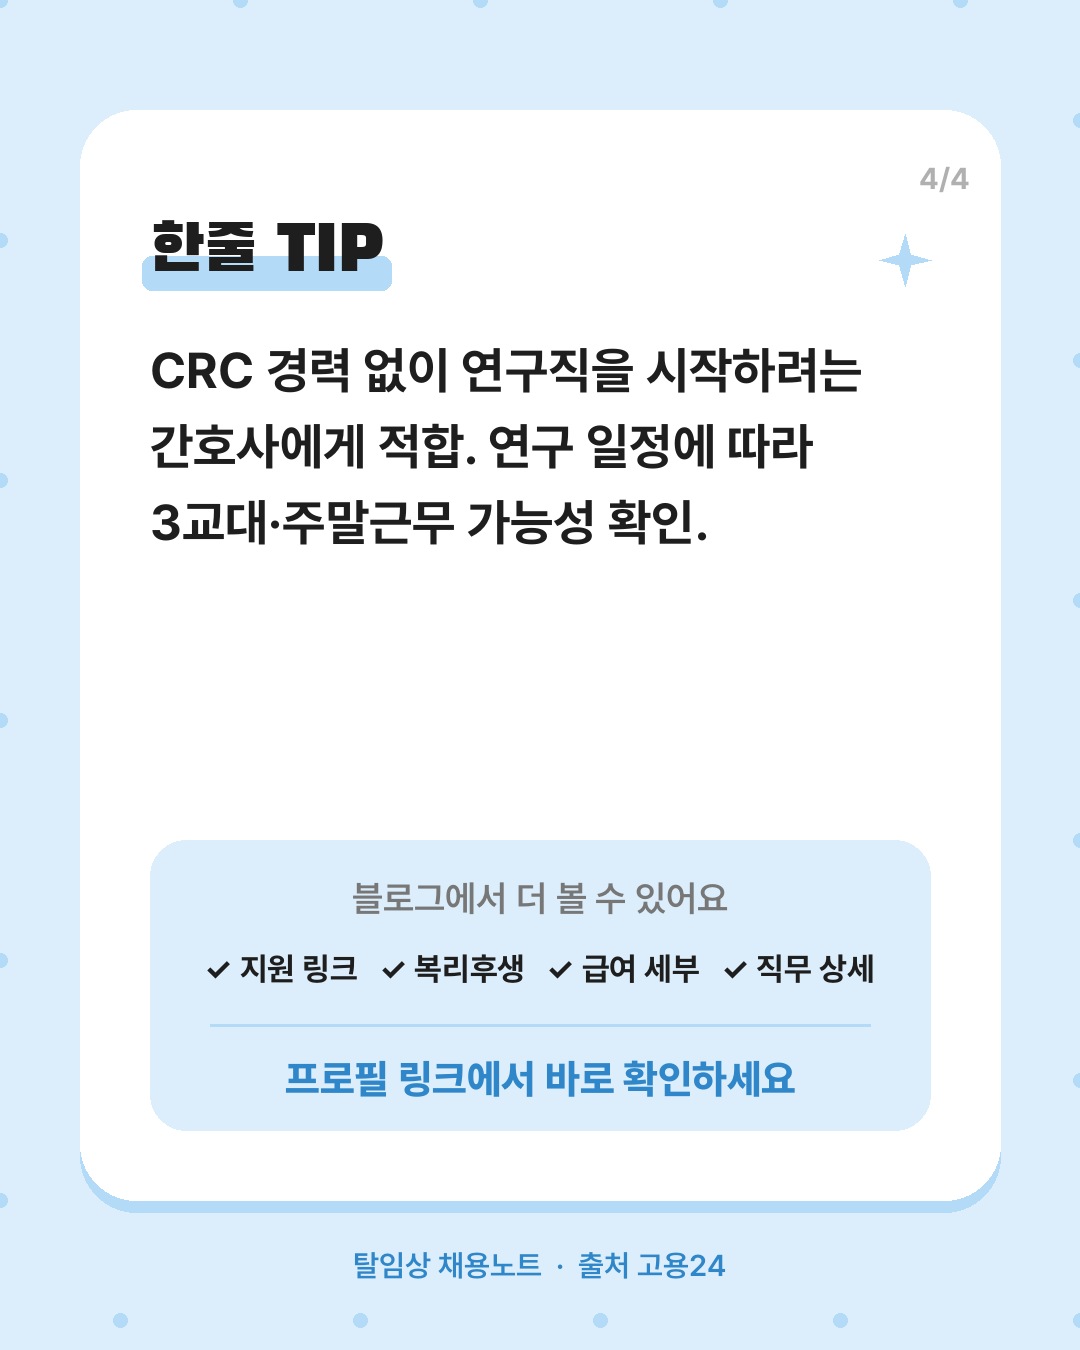 4/4
한줄 TIP
CRC 경력 없이 연구직을 시작하려는
간호사에게 적합. 연구 일정에 따라
3교대·주말근무 가능성 확인.
블로그에서 더 볼 수 있어요
✓ 지원 링크 ✓ 복리후생 ✓ 급여 세부 ✓ 직무 상세
프로필 링크에서 바로 확인하세요
탈임상 채용노트 · 출처 고용24